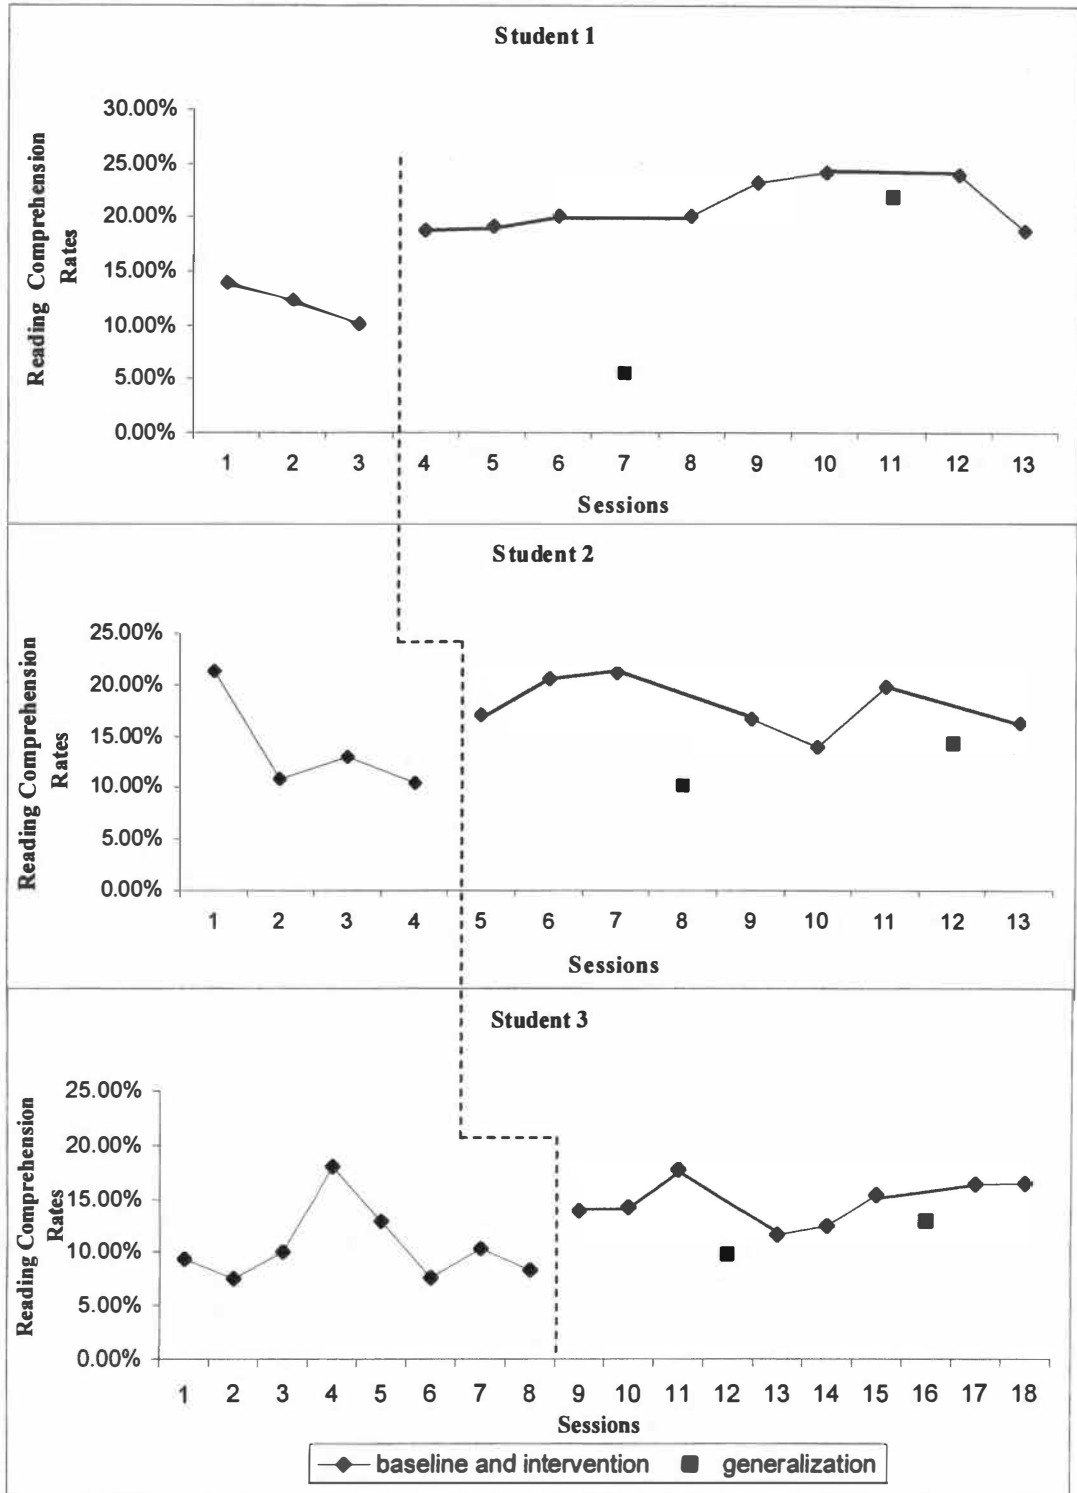 Student 1
Reading Comprehension
Rates
30.00%
25.00%
20.00%
15.00%
10.00%
5.00%
0.00%
1 2 3 4 5 6 7 8 9 10 11 12 13
Sessions
Student 2
Reading Comprehension
Rates
25.00%
20.00%
15.00%
10.00%
5.00%
0.00%
1 2 3 4 5 6 7 8 9 10 11 12 13
Sessions
Student 3
Reading Comprehension
Rates
25.00%
20.00%
15.00%
10.00%
5.00%
0.00%
1 2 3 4 5 6 7 8 9 10 11 12 13 14 15 16 17 18
Sessions
baseline and intervention generalization